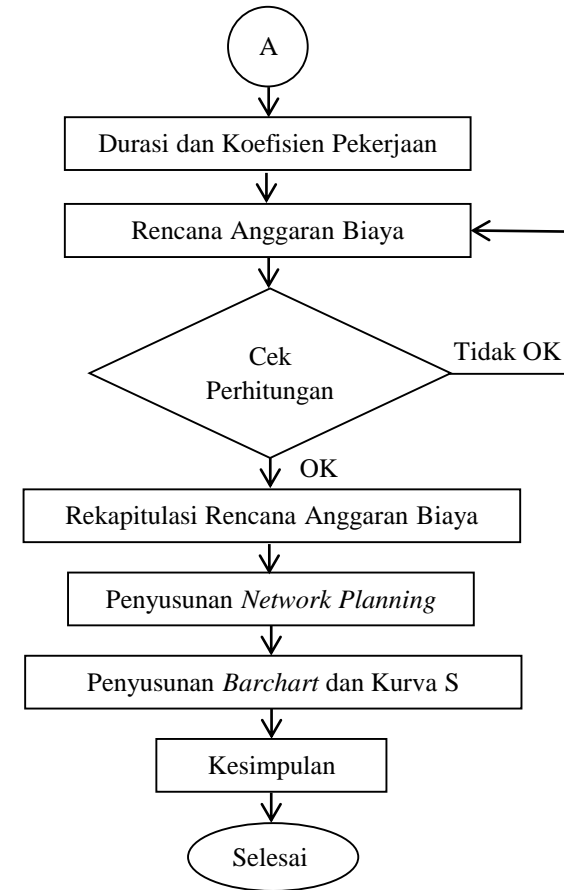 A
Durasi dan Koefisien Pekerjaan
Rencana Anggaran Biaya
Cek
Perhitungan
Tidak OK
OK
Rekapitulasi Rencana Anggaran Biaya
Penyusunan Network Planning
Penyusunan Barchart dan Kurva S
Kesimpulan
Selesai